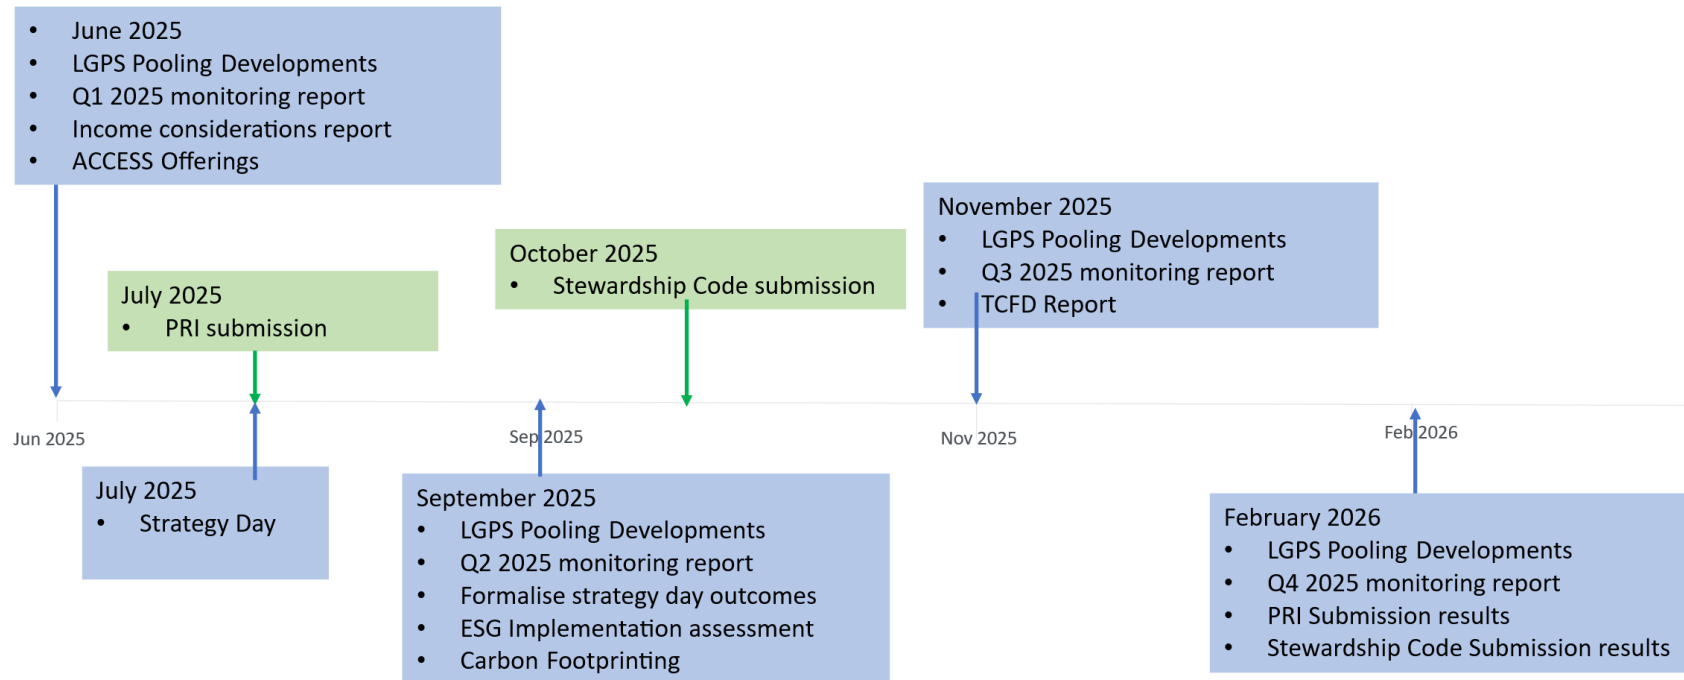 • June 2025
• LGPS Pooling Developments
• Q1 2025 monitoring report
• Income considerations report
• ACCESS Offerings
July 2025
• PRI submission
October 2025
• Stewardship Code submission
November 2025
• LGPS Pooling Developments
• Q3 2025 monitoring report
• TCFD Report
Jun 2025
Sep 2025
Nov 2025
Feb 2026
July 2025
• Strategy Day
September 2025
• LGPS Pooling Developments
• Q2 2025 monitoring report
• Formalise strategy day outcomes
• ESG Implementation assessment
• Carbon Footprinting
February 2026
• LGPS Pooling Developments
• Q4 2025 monitoring report
• PRI Submission results
• Stewardship Code Submission results